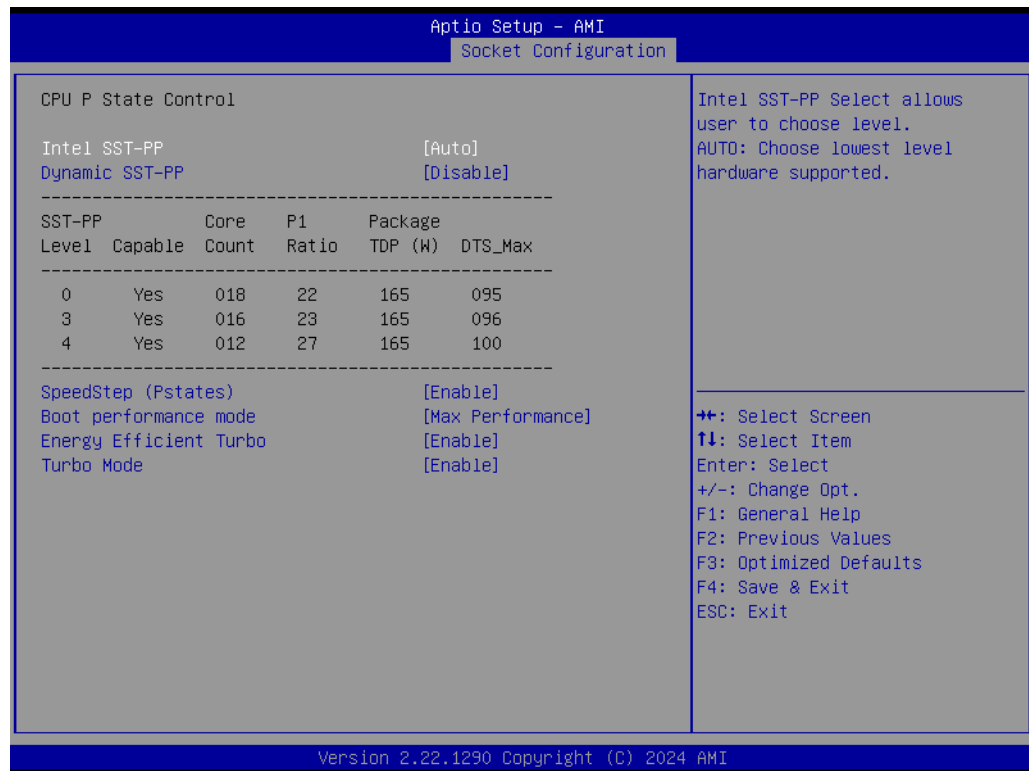 Aptio Setup – AMI
Socket Configuration
CPU P State Control
Intel SST-PP [Auto]
Dynamic SST-PP [Disable]
----------------------------------------------------
SST-PP Core P1 Package
Level Capable Count Ratio TDP (W) DTS_Max
----------------------------------------------------
0 Yes 018 22 165 095
3 Yes 016 23 165 096
4 Yes 012 27 165 100
----------------------------------------------------
SpeedStep (Pstates) [Enable]
Boot performance mode [Max Performance]
Energy Efficient Turbo [Enable]
Turbo Mode [Enable]
Intel SST-PP Select allows
user to choose level.
AUTO: Choose lowest level
hardware supported.
→←: Select Screen
↑↓: Select Item
Enter: Select
+/-: Change Opt.
F1: General Help
F2: Previous Values
F3: Optimized Defaults
F4: Save & Exit
ESC: Exit
Version 2.22.1290 Copyright (C) 2024 AMI